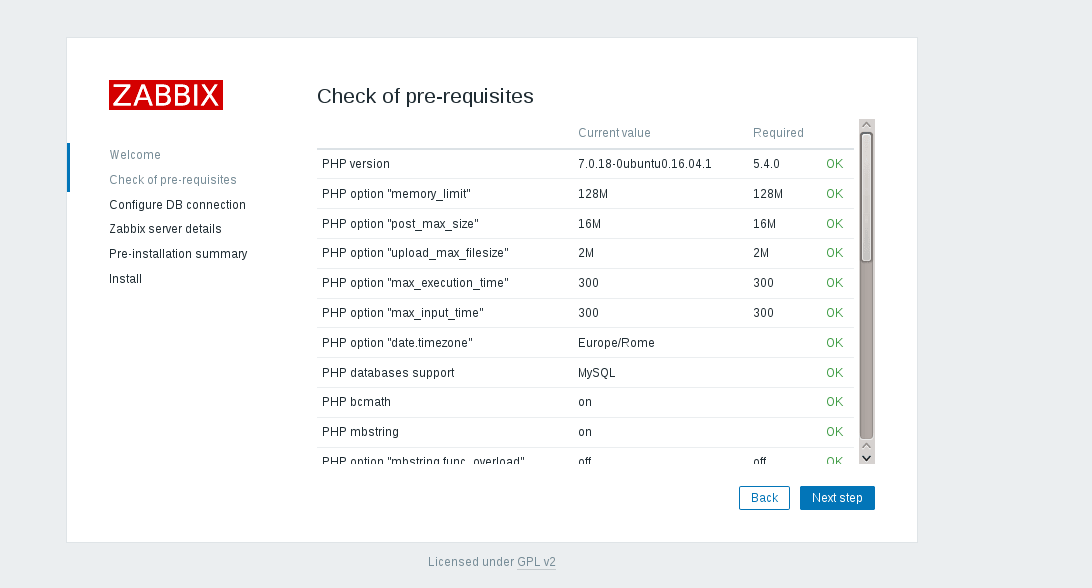 ZABBIX
Welcome
Check of pre-requisites
Configure DB connection
Zabbix server details
Pre-installation summary
Install
Check of pre-requisites
Current value Required
PHP version 7.0.18-0ubuntu0.16.04.1 5.4.0 OK
PHP option "memory_limit" 128M 128M OK
PHP option "post_max_size" 16M 16M OK
PHP option "upload_max_filesize" 2M 2M OK
PHP option "max_execution_time" 300 300 OK
PHP option "max_input_time" 300 300 OK
PHP option "date.timezone" Europe/Rome OK
PHP databases support MySQL OK
PHP bcmath on OK
PHP mbstring on OK
PHP option "mbstring.func_overload" off off OK
Back Next step
Licensed under GPL v2